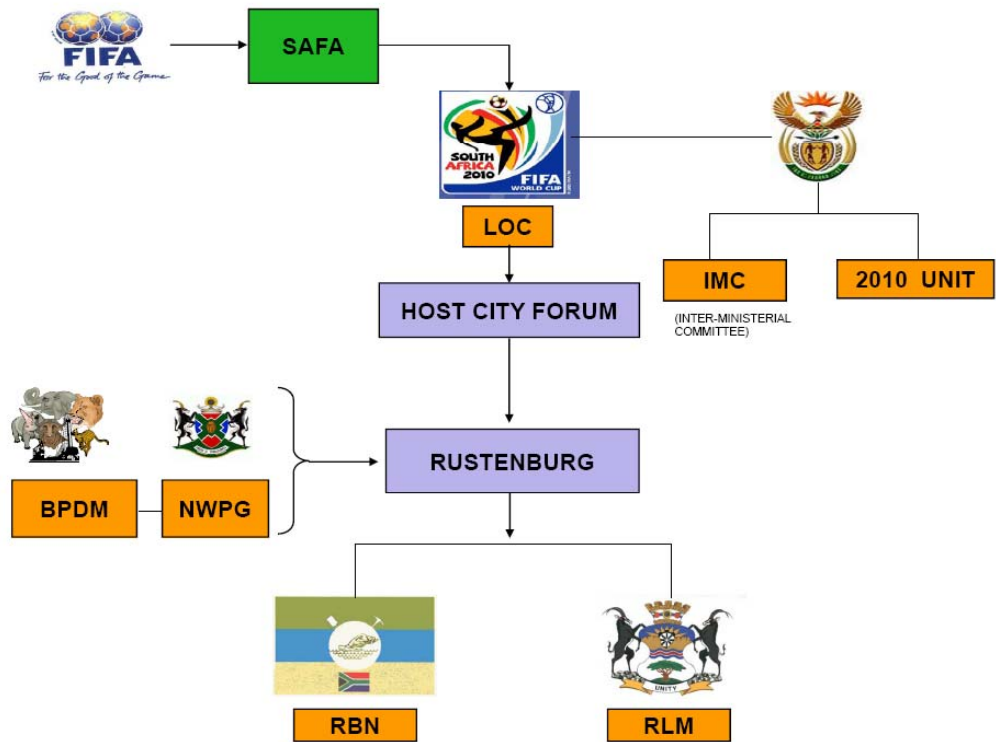 FIFA
For the Good of the Game
SAFA
SOUTH
AFRICA
2010
FIFA
WORLD CUP
LOC
IMC
2010 UNIT
(INTER-MINISTERIAL
COMMITTEE)
HOST CITY FORUM
RUSTENBURG
BPDM
NWPG
UNITY
RBN
RLM